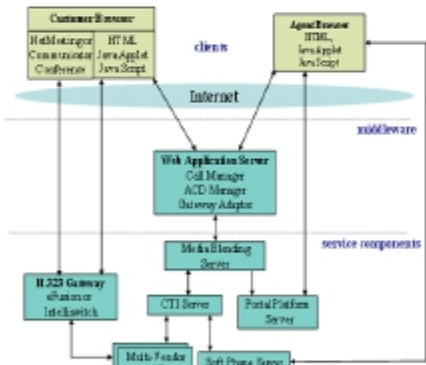 Customer Browser
NetMeeting or
Communicator
Conference
HTML
Java Applet
Java Script
clients
Agent Browser
HTML,
Java Applet
Java Script
Internet
middleware
Web Application Server
Call Manager
ACD Manager
Gateway Adaptor
service components
Media Blending
Server
H.323 Gateway
eFusion or
Intelliswitch
CTI Server
Portal Platform
Server
Multi-Vendor
Soft Phone Server